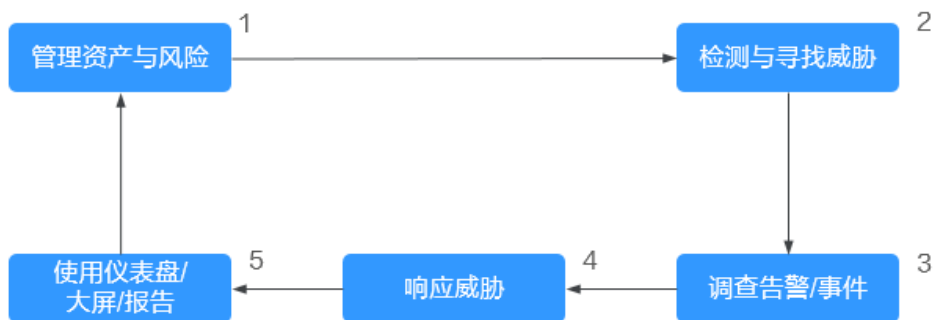 管理资产与风险
1
检测与寻找威胁
2
调查告警/事件
3
响应威胁
4
使用仪表盘/
大屏/报告
5